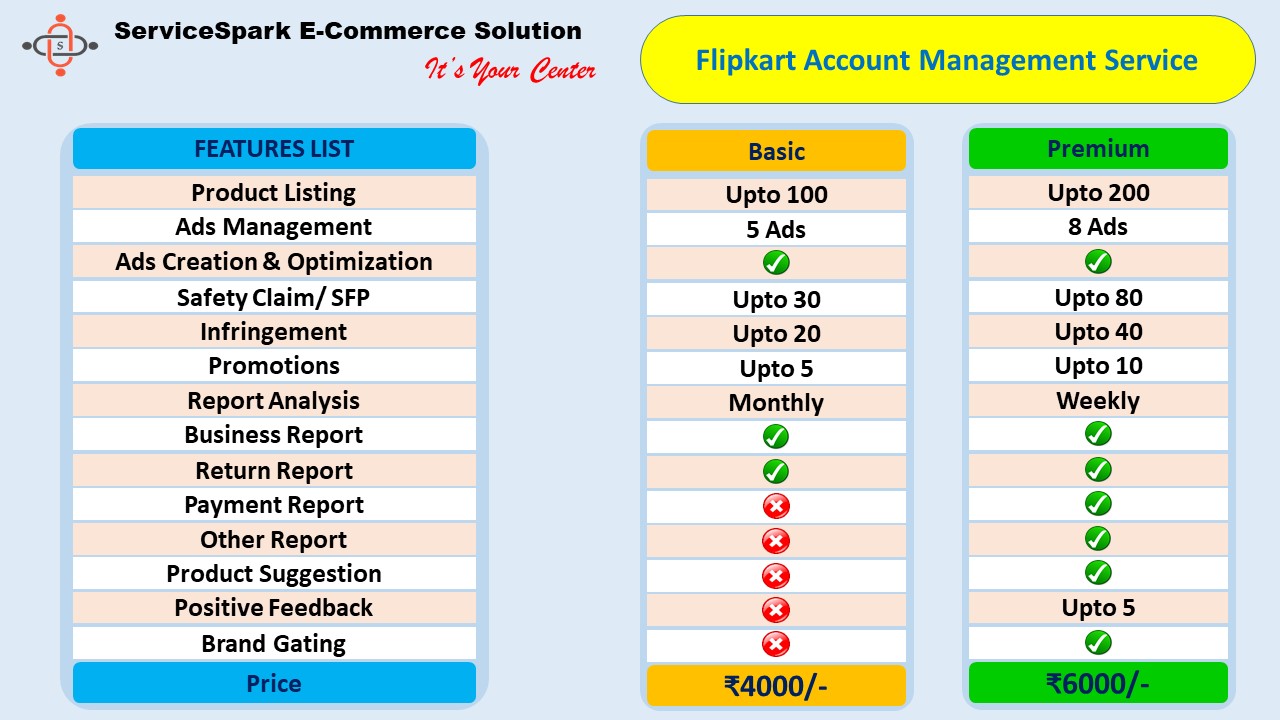 S
ServiceSpark E-Commerce Solution
It's Your Center
Flipkart Account Management Service
FEATURES LIST Basic Premium
Product Listing Upto 100 Upto 200
Ads Management 5 Ads 8 Ads
Ads Creation & Optimization
Safety Claim/ SFP Upto 30 Upto 80
Infringement Upto 20 Upto 40
Promotions Upto 5 Upto 10
Report Analysis Monthly Weekly
Business Report
Return Report
Payment Report
Other Report
Product Suggestion
Positive Feedback Upto 5
Brand Gating
Price ₹4000/- ₹6000/-